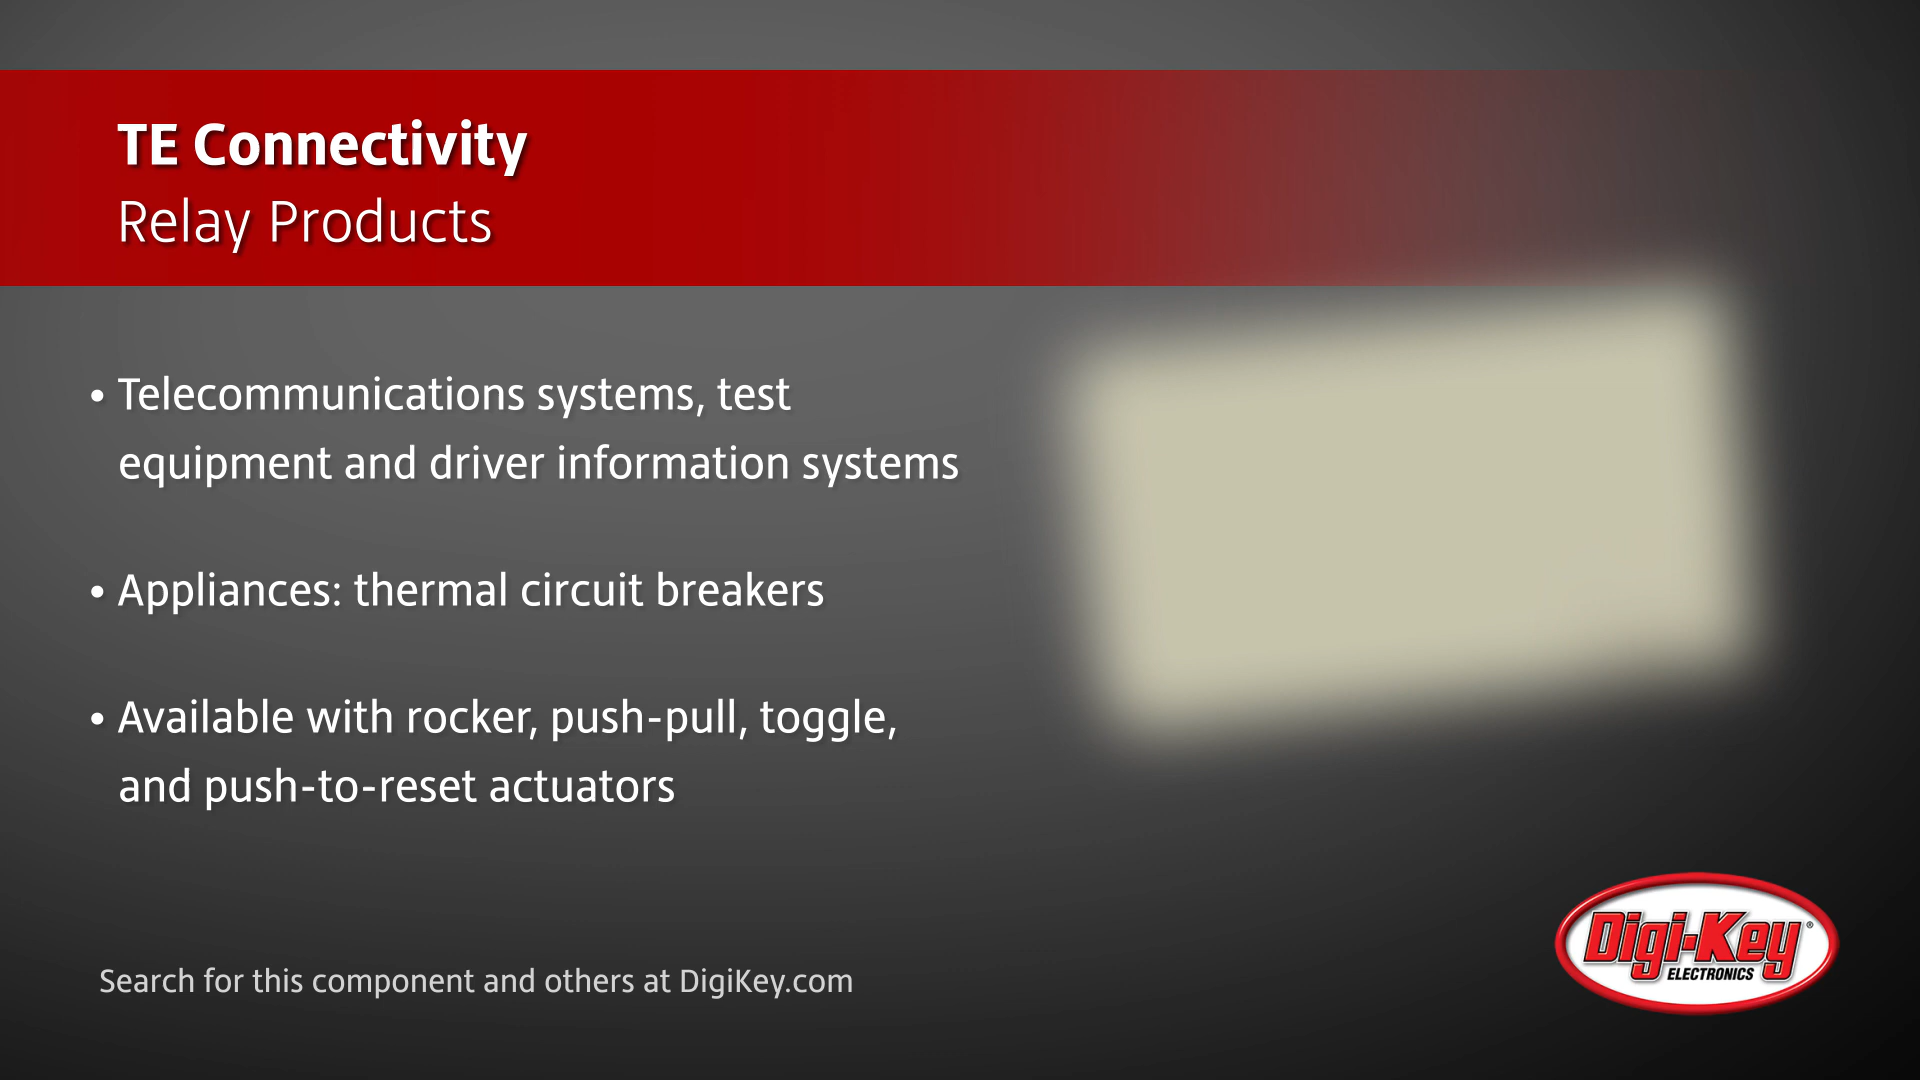 TE Connectivity
Relay Products
• Telecommunications systems, test
equipment and driver information systems
• Appliances: thermal circuit breakers
• Available with rocker, push-pull, toggle,
and push-to-reset actuators
Search for this component and others at DigiKey.com
Digi-Key®
ELECTRONICS